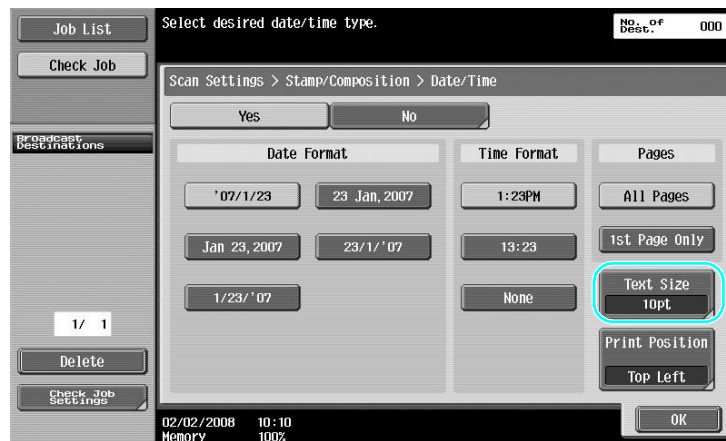 Job List
Check Job
Select desired date/time type.
No. of
Dest.
000
Scan Settings > Stamp/Composition > Date/Time
Yes
No
Broadcast
Destinations
Date Format
Time Format
Pages
'07/1/23
23 Jan,2007
1:23PM
All Pages
Jan 23,2007
23/1/'07
13:23
1st Page Only
1/23/'07
None
Text Size
10pt
Print Position
Top Left
1/ 1
Delete
Check Job
Settings
02/02/2008 10:10
Memory 100%
OK